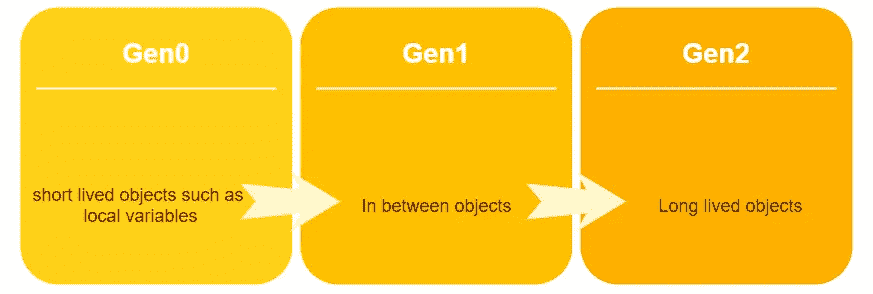 Gen0
short lived objects such as
local variables
Gen1
In between objects
Gen2
Long lived objects